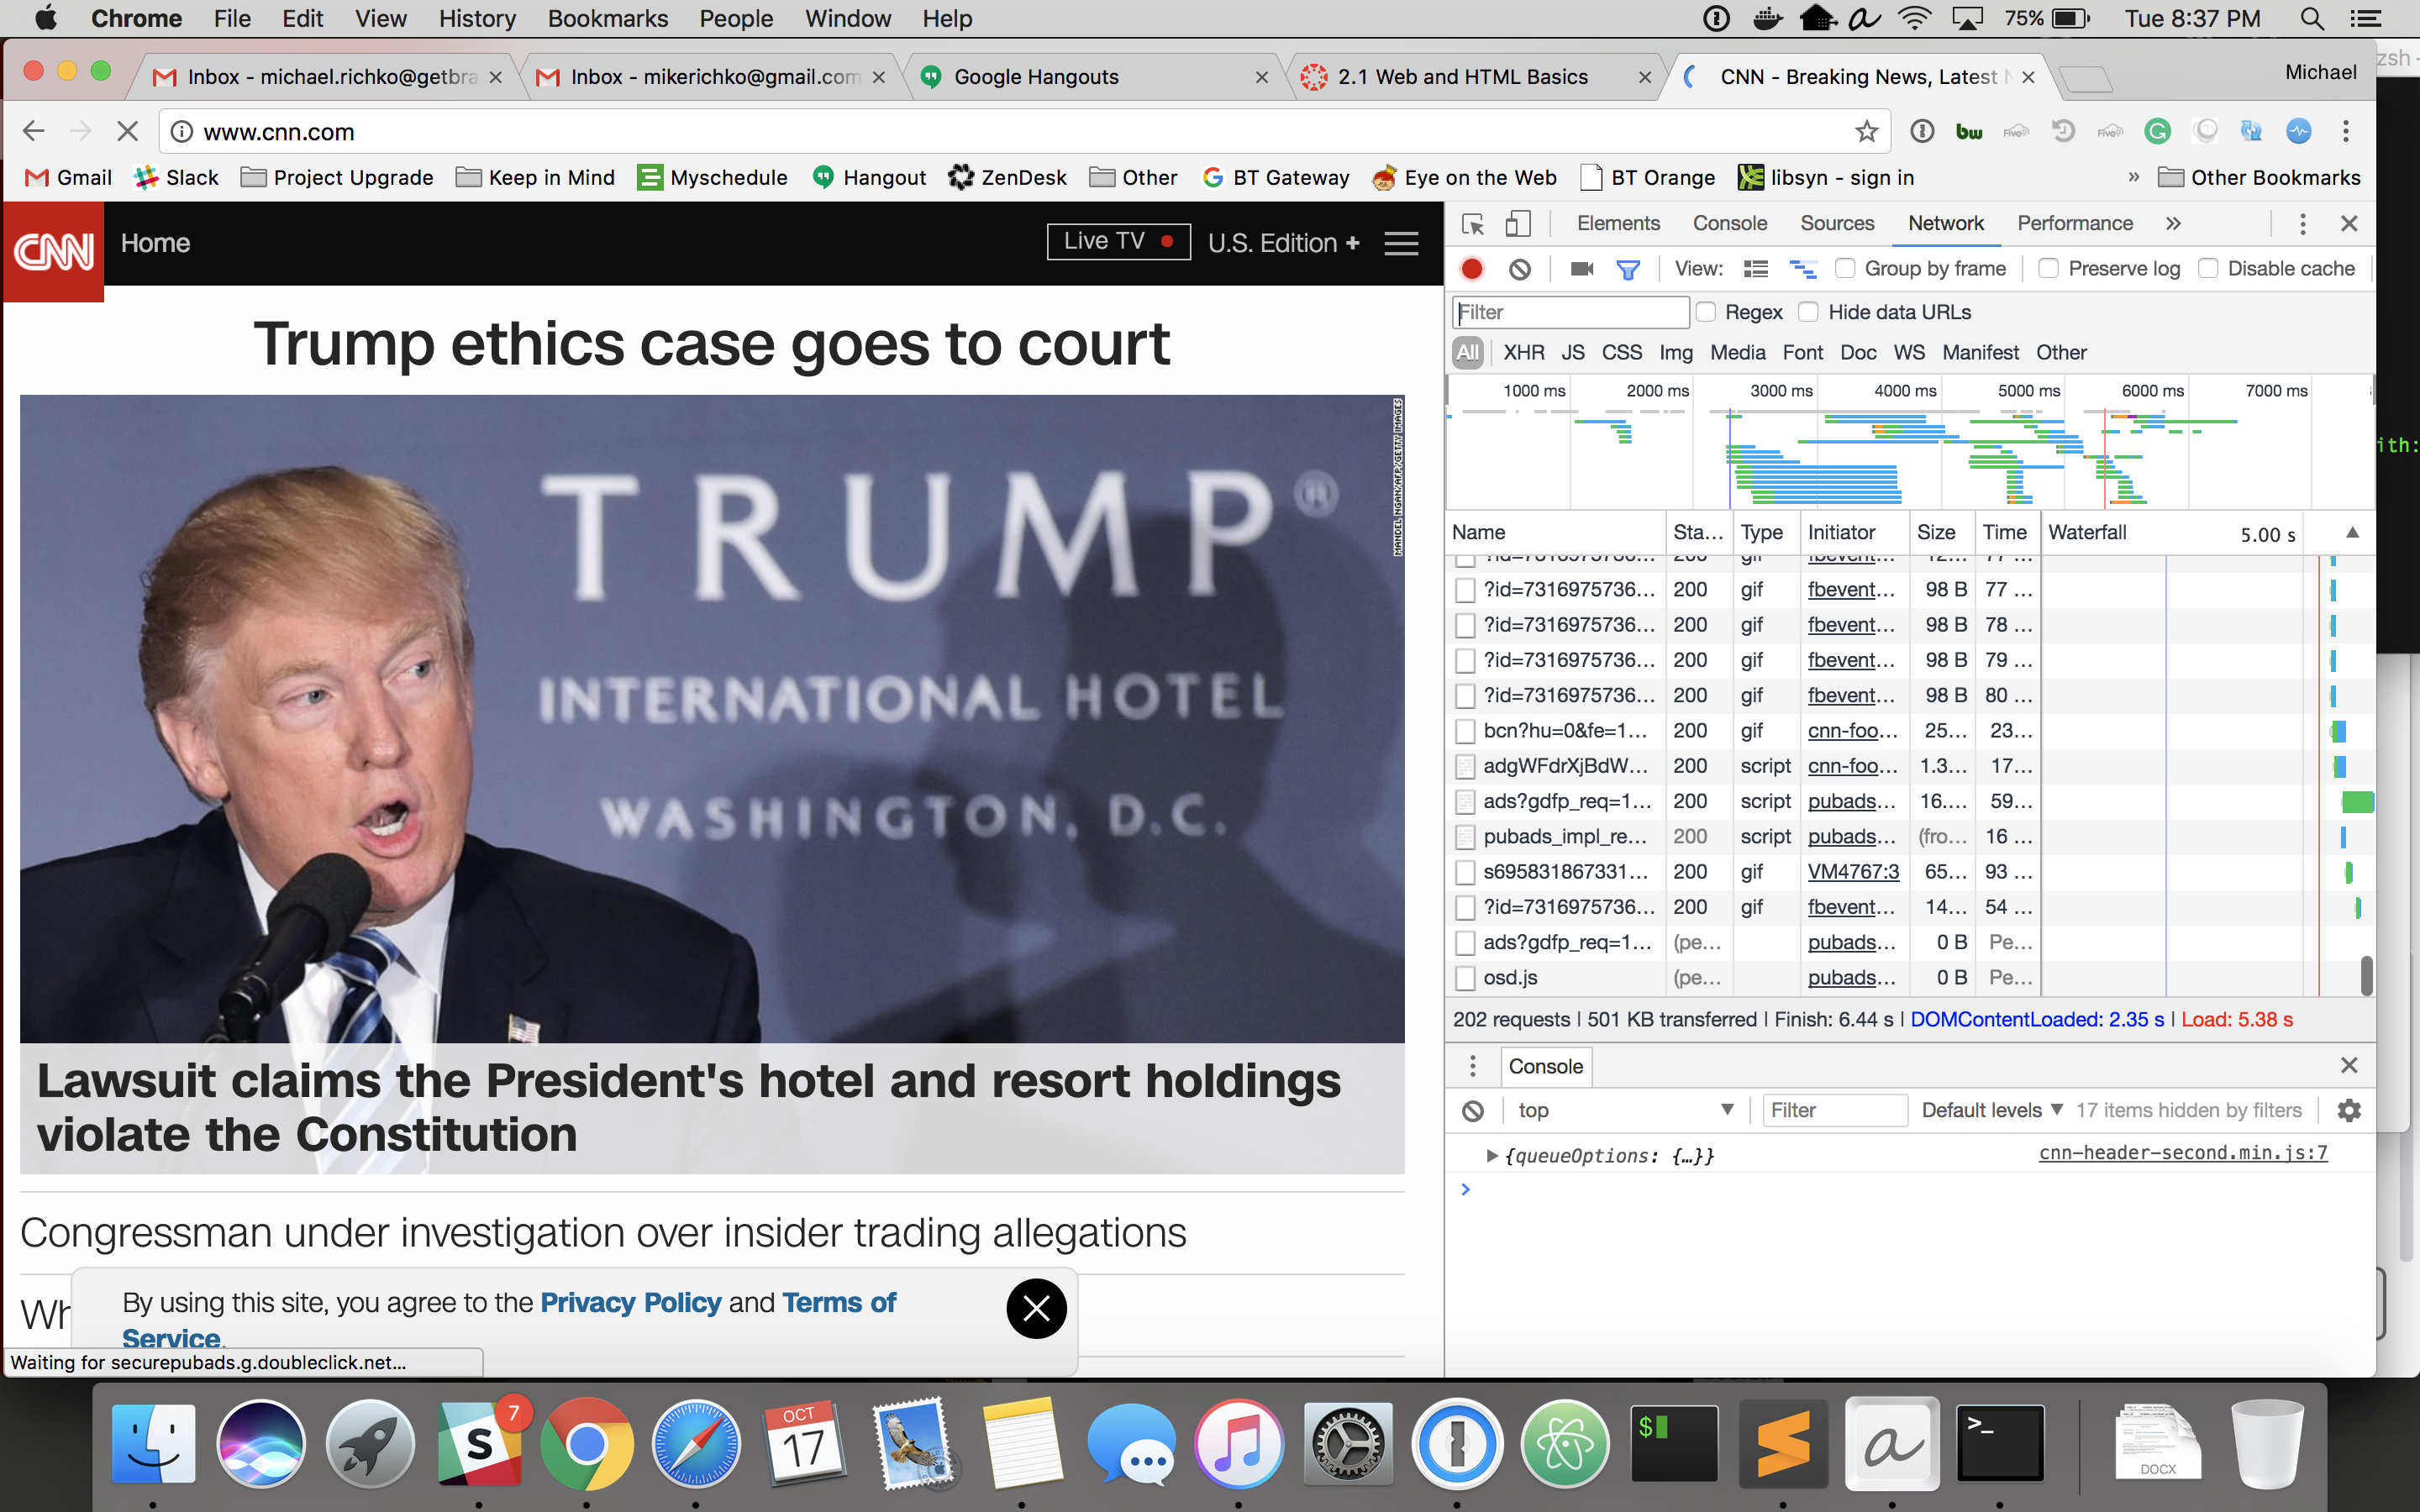 Chrome File Edit View History Bookmarks People Window Help
75% Tue 8:37 PM
Inbox - michael.richko@getbra
Inbox - mikerichko@gmail.com
Google Hangouts
2.1 Web and HTML Basics
CNN - Breaking News, Latest N
Michael
zsh
www.cnn.com
bw Five9 Five9
Gmail Slack Project Upgrade Keep in Mind Myschedule Hangout ZenDesk Other BT Gateway Eye on the Web BT Orange libsyn - sign in » Other Bookmarks
CNN Home Live TV U.S. Edition +
Trump ethics case goes to court
MANDEL NGAN/AFP/GETTY IMAGES
TRUMP®
INTERNATIONAL HOTEL
WASHINGTON, D.C.
Lawsuit claims the President's hotel and resort holdings
violate the Constitution
Congressman under investigation over insider trading allegations
Wh
By using this site, you agree to the Privacy Policy and Terms of
Service.
Waiting for securepubads.g.doubleclick.net...
Elements Console Sources Network Performance »
View: Group by frame Preserve log Disable cache
Filter Regex Hide data URLs
All XHR JS CSS Img Media Font Doc WS Manifest Other
1000 ms 2000 ms 3000 ms 4000 ms 5000 ms 6000 ms 7000 ms
ith:
Name Sta... Type Initiator Size Time Waterfall 5.00 s
?id=7316975736... 200 gif fbevent... 98 B 77 ...
?id=7316975736... 200 gif fbevent... 98 B 78 ...
?id=7316975736... 200 gif fbevent... 98 B 79 ...
?id=7316975736... 200 gif fbevent... 98 B 80 ...
bcn?hu=0&fe=1... 200 gif cnn-foo... 25... 23...
adgWFdrXjBdW... 200 script cnn-foo... 1.3... 17...
ads?gdfp_req=1... 200 script pubads... 16.... 59...
pubads_impl_re... 200 script pubads... (fro... 16 ...
s695831867331... 200 gif VM4767:3 65... 93 ...
?id=7316975736... 200 gif fbevent... 14... 54 ...
ads?gdfp_req=1... (pe... pubads... 0 B Pe...
osd.js (pe... pubads... 0 B Pe...
202 requests | 501 KB transferred | Finish: 6.44 s | DOMContentLoaded: 2.35 s | Load: 5.38 s
Console
top Filter Default levels 17 items hidden by filters
{queueOptions: {…}} cnn-header-second.min.js:7
7
S
OCT
17
$
>_
DOCX